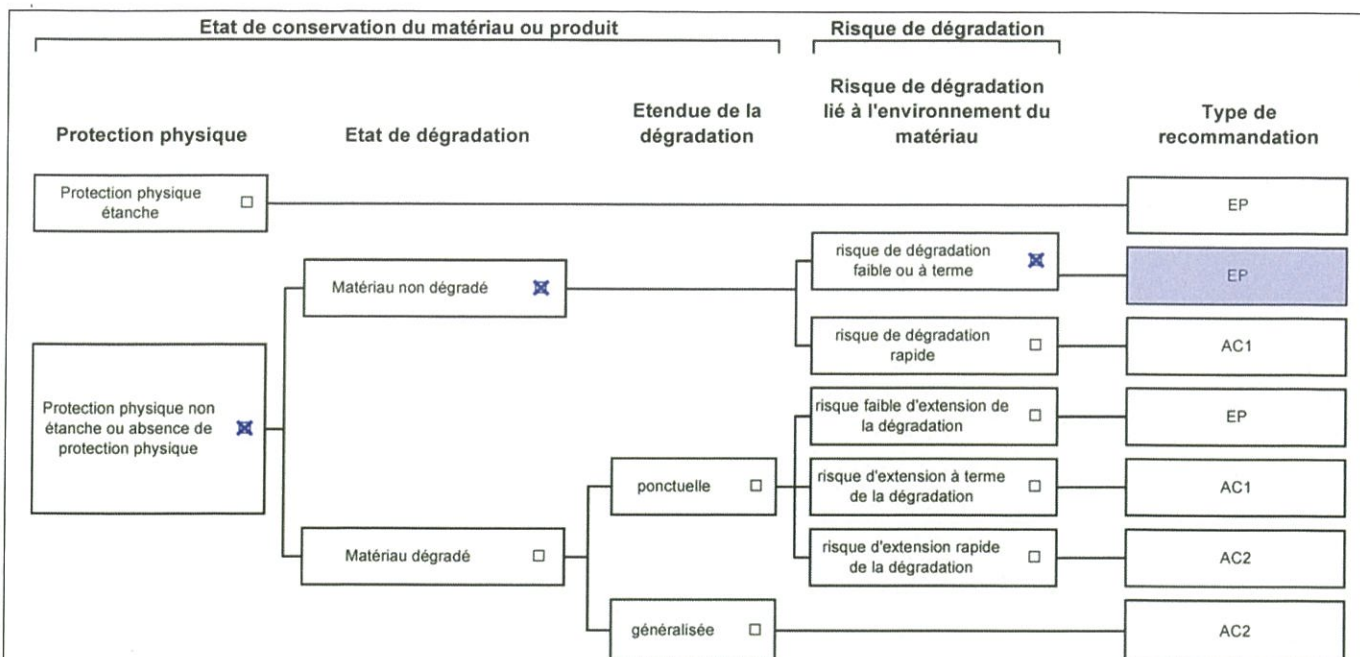 Etat de conservation du matériau ou produit
Risque de dégradation
Protection physique
Etat de dégradation
Etendue de la
dégradation
Risque de dégradation
lié à l'environnement du
matériau
Type de
recommandation
Protection physique
étanche
EP
risque de dégradation
faible ou à terme
EP
Matériau non dégradé
risque de dégradation
rapide
AC1
Protection physique non
étanche ou absence de
protection physique
risque faible d'extension de
la dégradation
EP
ponctuelle
risque d'extension à terme
de la dégradation
AC1
Matériau dégradé
risque d'extension rapide
de la dégradation
AC2
généralisée
AC2